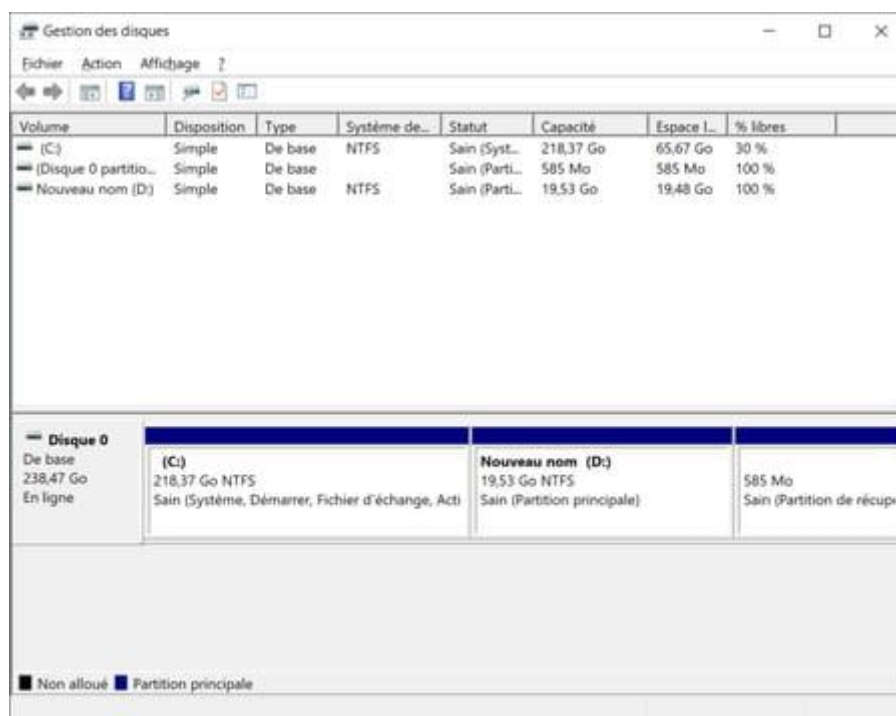 Gestion des disques
Fichier Action Affichage ?
Volume Disposition Type Système de... Statut Capacité Espace l... % libres
(C:) Simple De base NTFS Sain (Syst... 218,37 Go 65,67 Go 30 %
(Disque 0 partitio... Simple De base Sain (Parti... 585 Mo 585 Mo 100 %
Nouveau nom (D:) Simple De base NTFS Sain (Parti... 19,53 Go 19,48 Go 100 %
Disque 0
De base
238,47 Go
En ligne
(C:)
218,37 Go NTFS
Sain (Système, Démarrer, Fichier d'échange, Acti
Nouveau nom (D:)
19,53 Go NTFS
Sain (Partition principale)
585 Mo
Sain (Partition de récup
Non alloué Partition principale